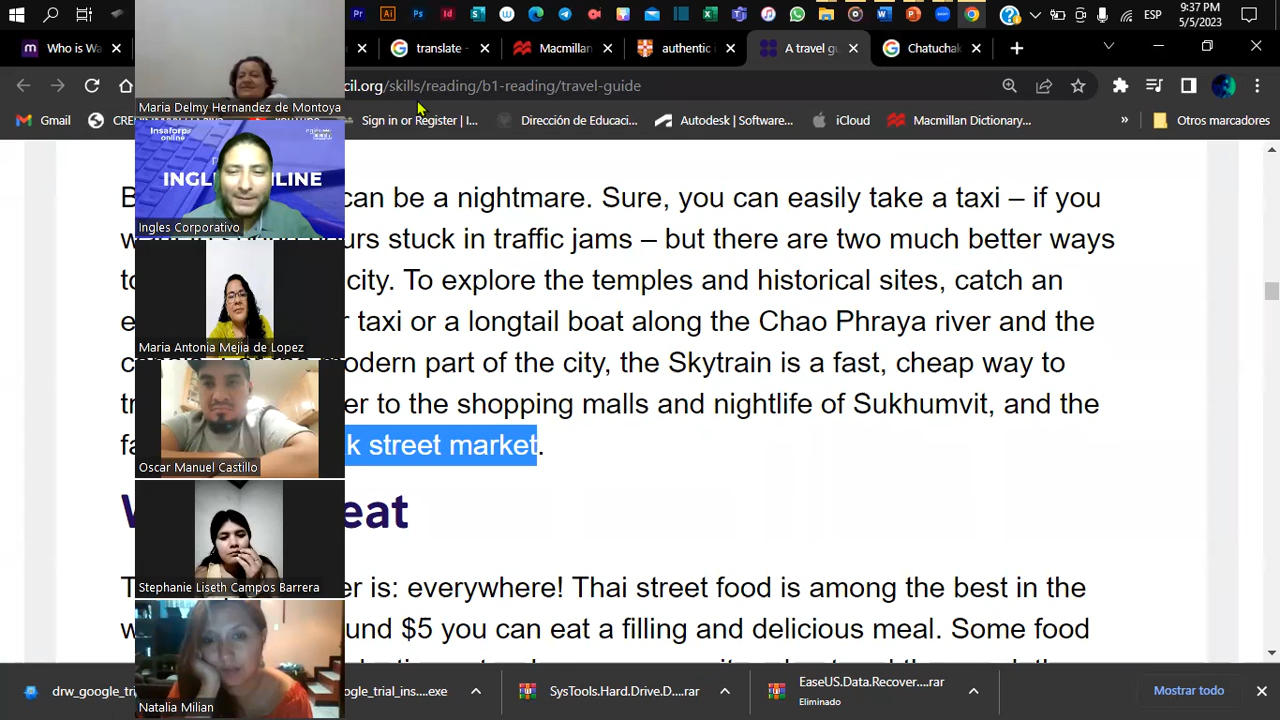 9:37 PM
ESP
5/5/2023
Who is Wa
translate -
Macmillan
authentic
A travel gu
Chatuchak
cil.org/skills/reading/b1-reading/travel-guide
Gmail
Sign in or Register | I...
Dirección de Educaci...
Autodesk | Software...
iCloud
Macmillan Dictionary...
Otros marcadores
can be a nightmare. Sure, you can easily take a taxi – if you
stuck in traffic jams – but there are two much better ways
city. To explore the temples and historical sites, catch an
taxi or a longtail boat along the Chao Phraya river and the
part of the city, the Skytrain is a fast, cheap way to
to the shopping malls and nightlife of Sukhumvit, and the
k street market.
eat
is: everywhere! Thai street food is among the best in the
$5 you can eat a filling and delicious meal. Some food
Maria Delmy Hernandez de Montoya
Insaforp
online
INGL
NLINE
Ingles Corporativo
Maria Antonia Mejia de Lopez
Oscar Manuel Castillo
Stephanie Liseth Campos Barrera
Natalia Milian
drw_google_tri
ogle_trial_ins....exe
SysTools.Hard.Drive.D....rar
EaseUS.Data.Recover....rar
Eliminado
Mostrar todo